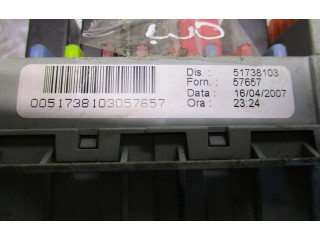 Dis. : 51738103
Forn. : 57657
Data : 16/04/2007
Ora : 23:24
0051738103057657